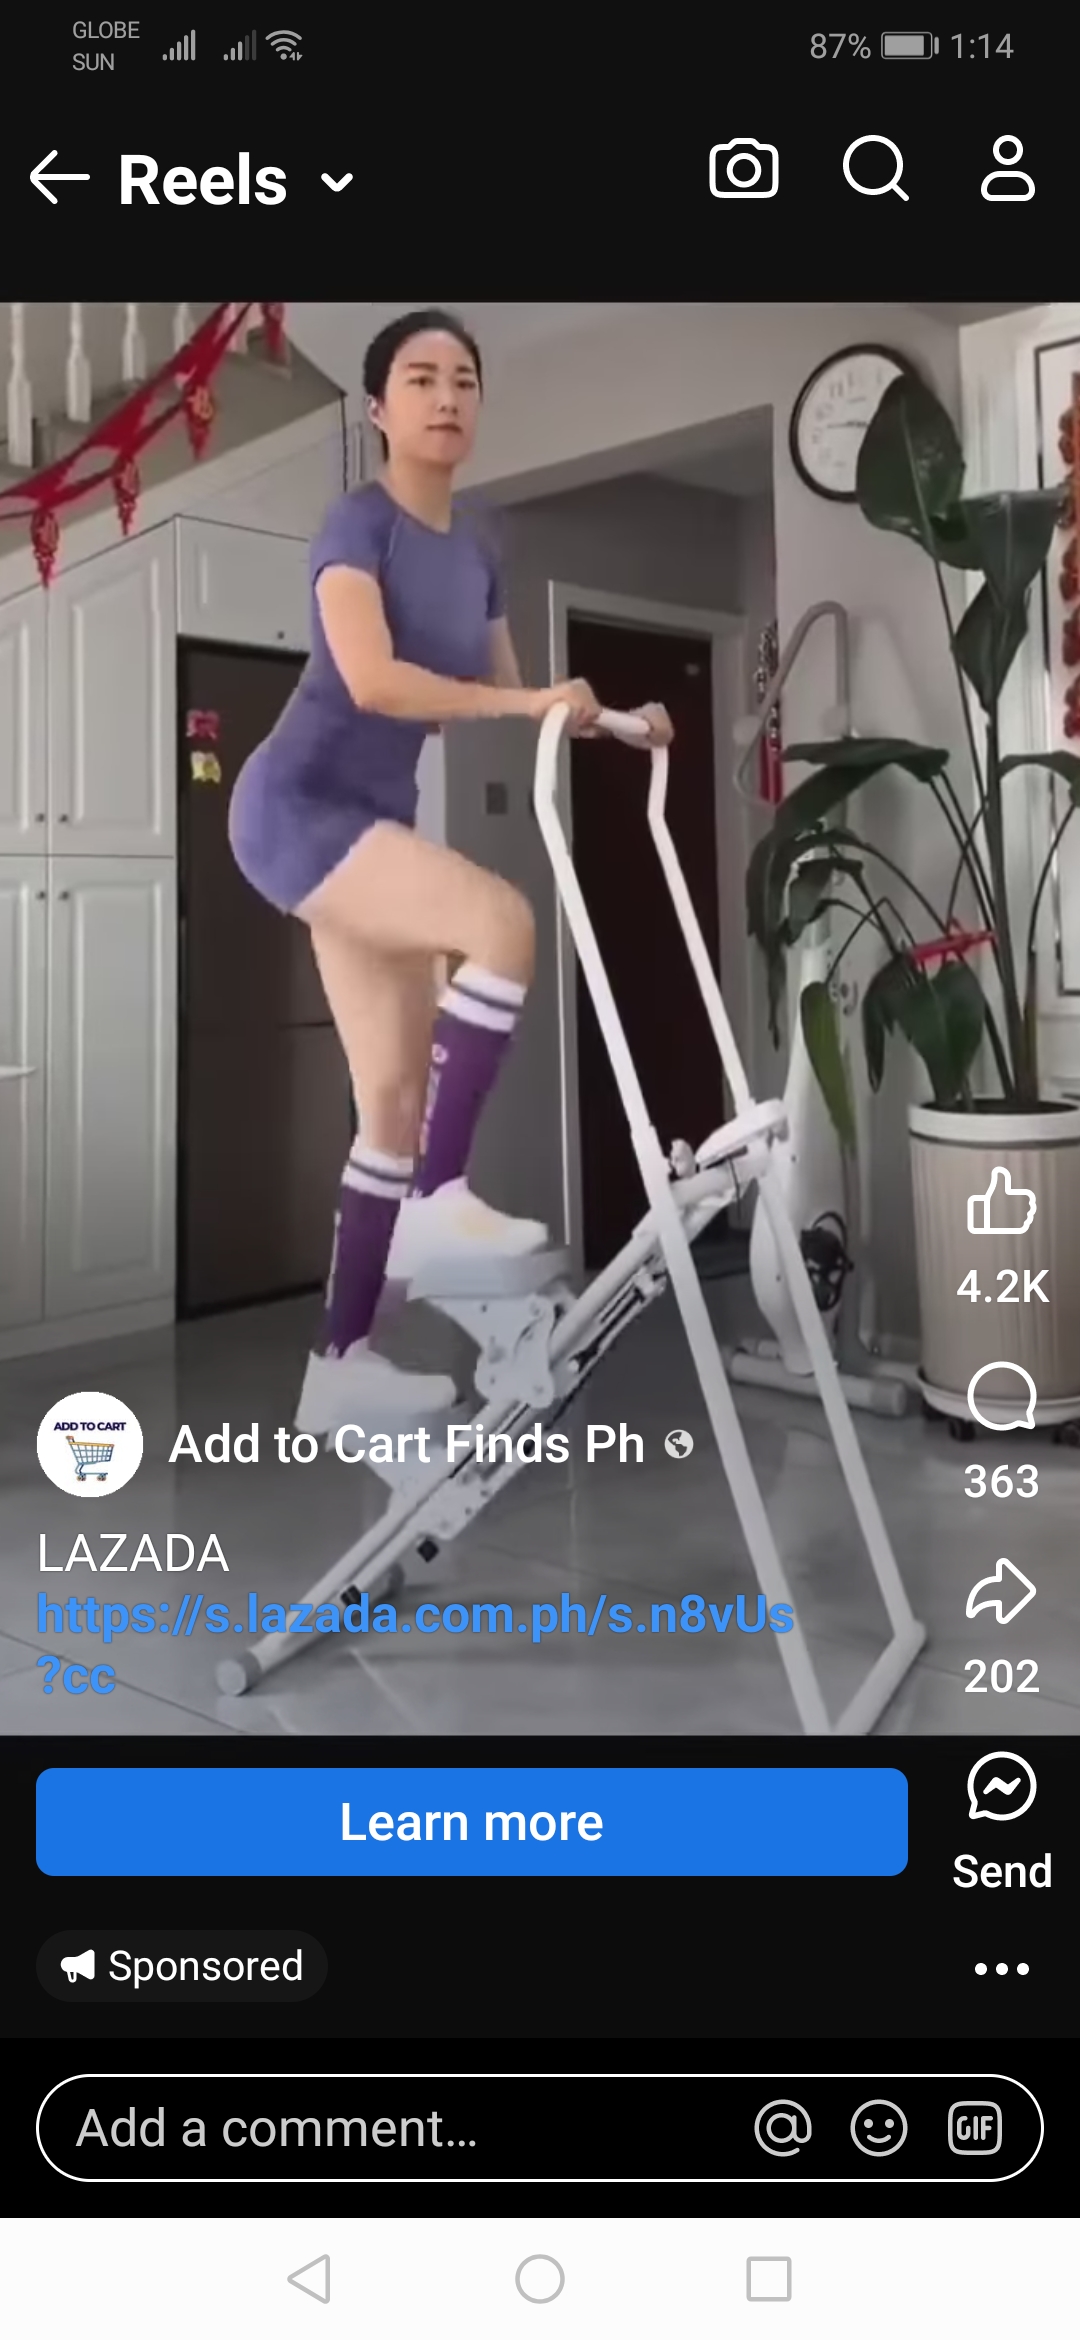 GLOBE
SUN
87%
1:14
Reels
ADD TO CART
Add to Cart Finds Ph
LAZADA
https://s.lazada.com.ph/s.n8vUs
?cc
4.2K
363
202
Learn more
Send
Sponsored
Add a comment...
GIF